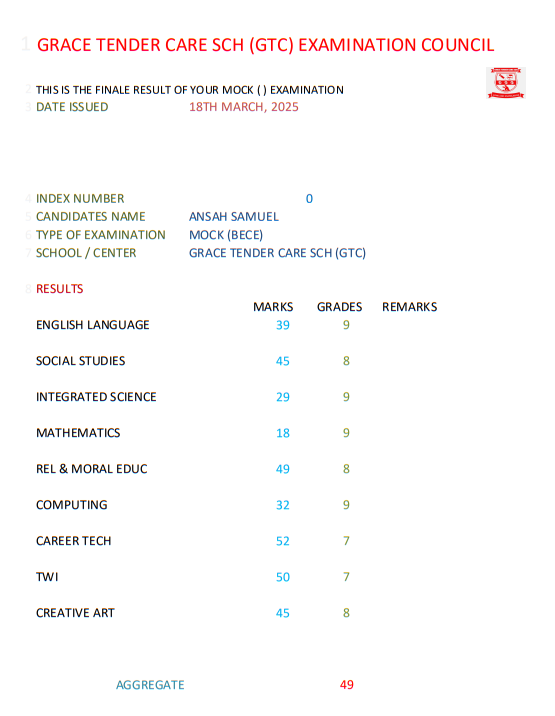 1 GRACE TENDER CARE SCH (GTC) EXAMINATION COUNCIL
2 THIS IS THE FINALE RESULT OF YOUR MOCK ( ) EXAMINATION
3 DATE ISSUED 18TH MARCH, 2025
4 INDEX NUMBER 0
5 CANDIDATES NAME ANSAH SAMUEL
6 TYPE OF EXAMINATION MOCK (BECE)
7 SCHOOL / CENTER GRACE TENDER CARE SCH (GTC)
8 RESULTS
MARKS GRADES REMARKS
ENGLISH LANGUAGE 39 9
SOCIAL STUDIES 45 8
INTEGRATED SCIENCE 29 9
MATHEMATICS 18 9
REL & MORAL EDUC 49 8
COMPUTING 32 9
CAREER TECH 52 7
TWI 50 7
CREATIVE ART 45 8
AGGREGATE 49